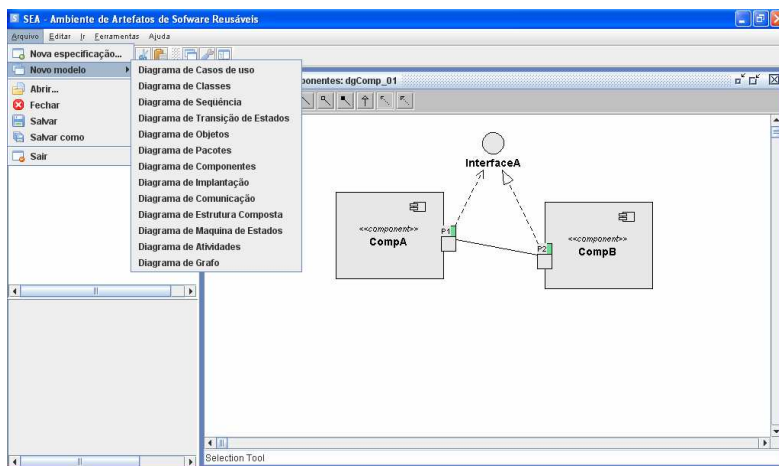 SEA - Ambiente de Artefatos de Sofware Reusáveis
Arquivo Editar Ir Ferramentas Ajuda
Nova especificação...
Novo modelo
Abrir...
Fechar
Salvar
Salvar como
Sair
Diagrama de Casos de uso
Diagrama de Classes
Diagrama de Seqüência
Diagrama de Transição de Estados
Diagrama de Objetos
Diagrama de Pacotes
Diagrama de Componentes
Diagrama de Implantação
Diagrama de Comunicação
Diagrama de Estrutura Composta
Diagrama de Maquina de Estados
Diagrama de Atividades
Diagrama de Grafo
ponentes: dgComp_01
InterfaceA
<<component>>
CompA
P1
P2
<<component>>
CompB
Selection Tool